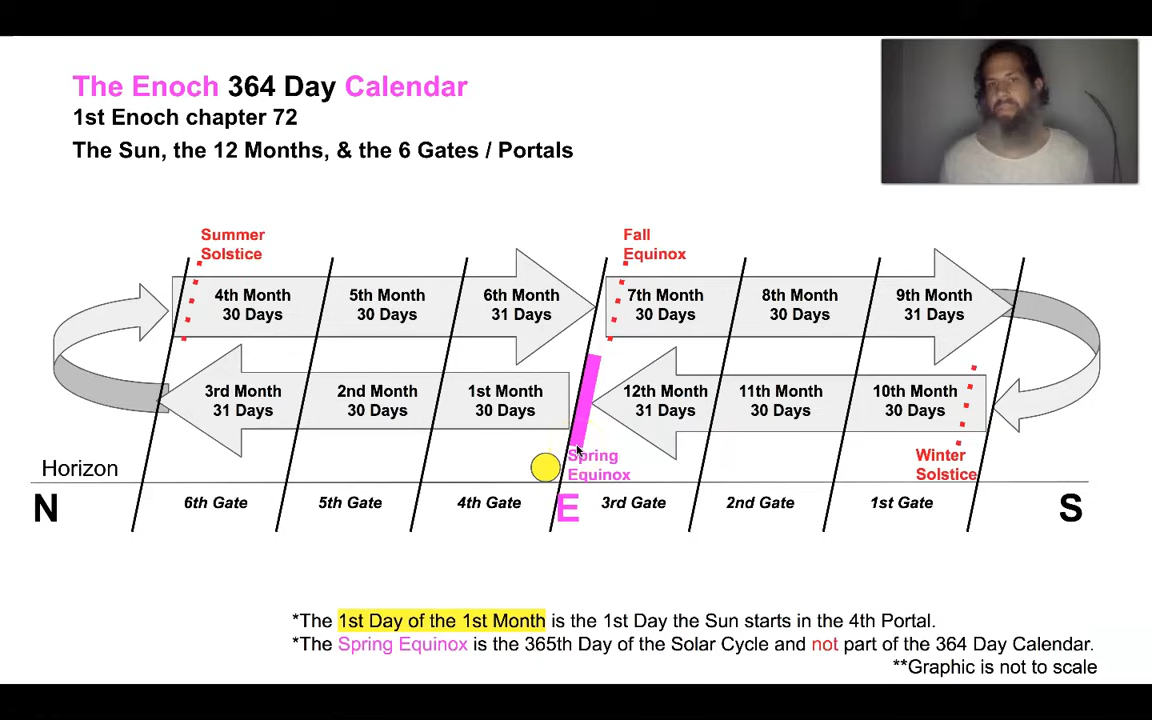 The Enoch 364 Day Calendar
1st Enoch chapter 72
The Sun, the 12 Months, & the 6 Gates / Portals
Summer
Solstice
Fall
Equinox
4th Month
30 Days
5th Month
30 Days
6th Month
31 Days
7th Month
30 Days
8th Month
30 Days
9th Month
31 Days
3rd Month
31 Days
2nd Month
30 Days
1st Month
30 Days
12th Month
31 Days
11th Month
30 Days
10th Month
30 Days
Horizon
Spring
Equinox
Winter
Solstice
N
6th Gate
5th Gate
4th Gate
E
3rd Gate
2nd Gate
1st Gate
S
*The 1st Day of the 1st Month is the 1st Day the Sun starts in the 4th Portal.
*The Spring Equinox is the 365th Day of the Solar Cycle and not part of the 364 Day Calendar.
**Graphic is not to scale